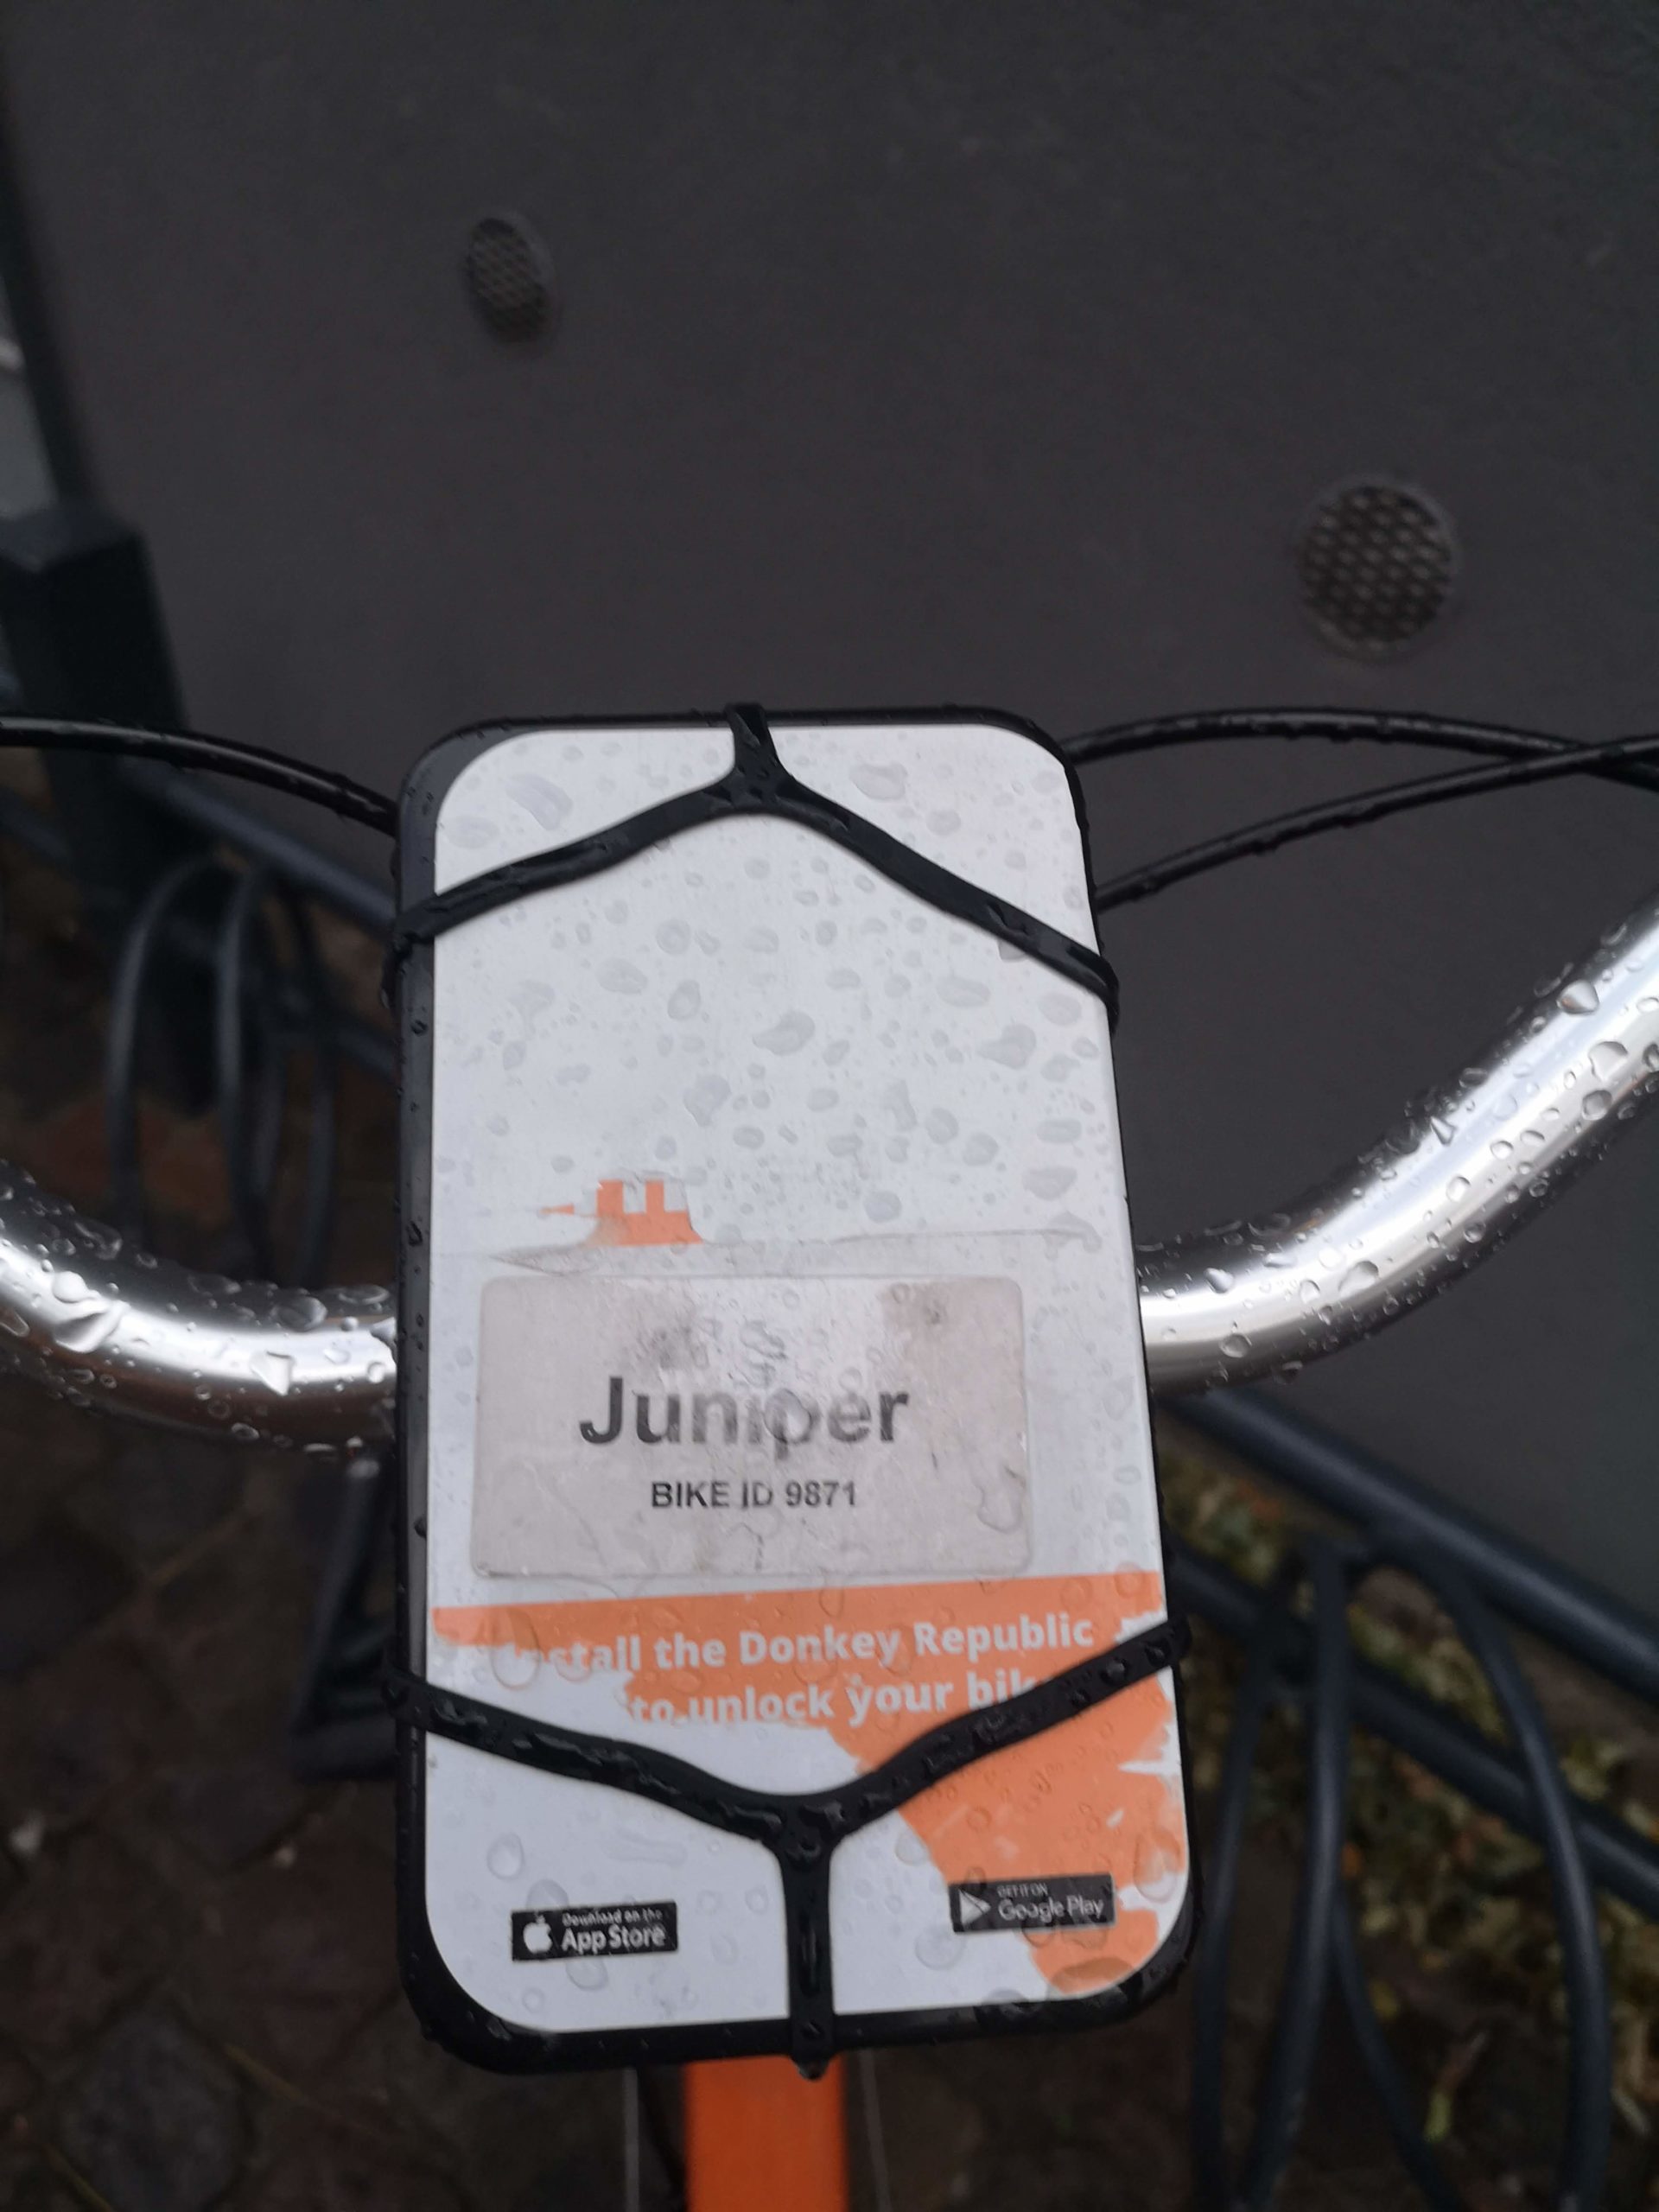 Juniper
BIKE ID 9871
Install the Donkey Republic
to unlock your
Download on the
App Store
GET IT ON
Google Play